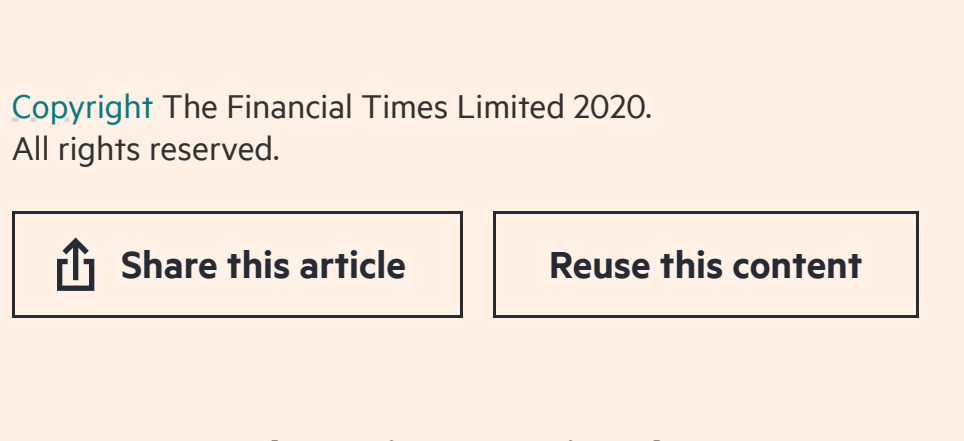 Copyright The Financial Times Limited 2020.
All rights reserved.
Share this article
Reuse this content